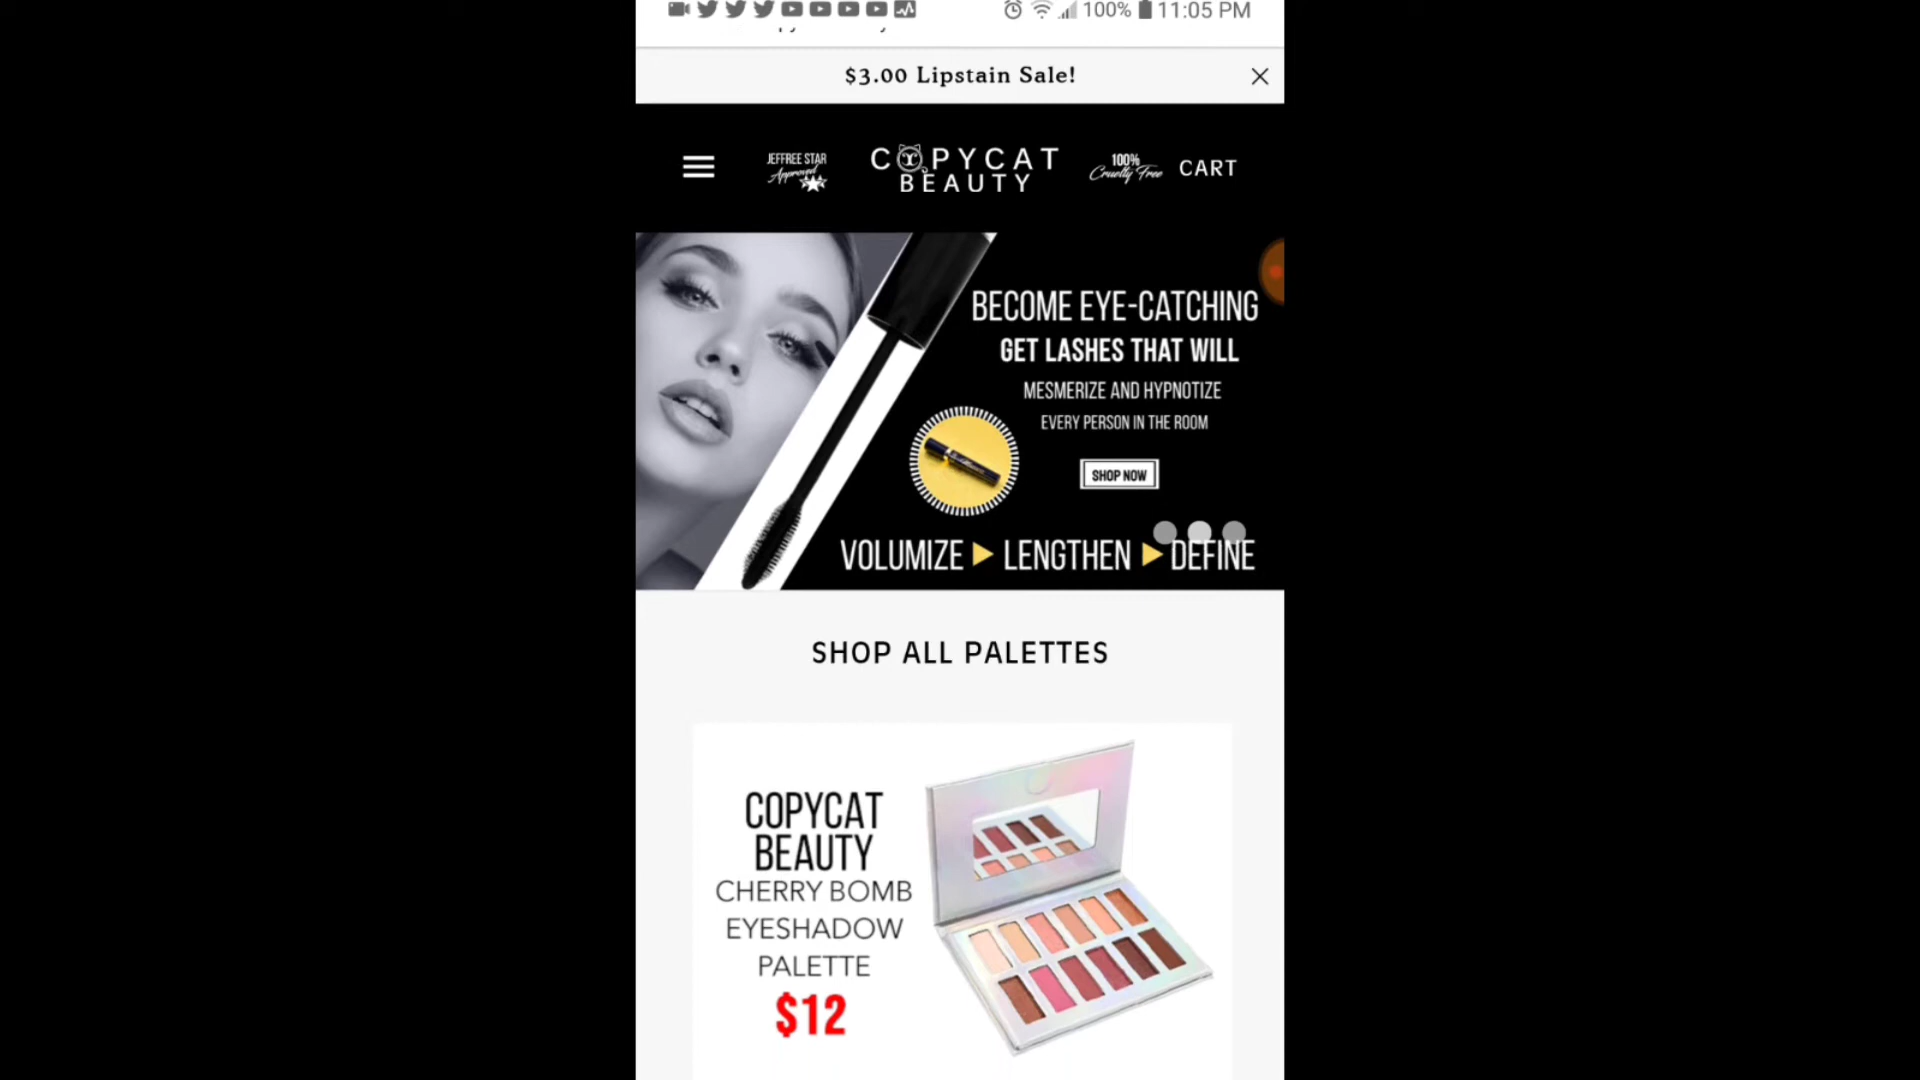 100% 11:05 PM
$3.00 Lipstain Sale!
JEFFREE STAR
Approved
COPYCAT
BEAUTY
100%
Cruelty Free
CART
BECOME EYE-CATCHING
GET LASHES THAT WILL
MESMERIZE AND HYPNOTIZE
EVERY PERSON IN THE ROOM
SHOP NOW
VOLUMIZE LENGTHEN DEFINE
SHOP ALL PALETTES
COPYCAT
BEAUTY
CHERRY BOMB
EYESHADOW
PALETTE
$12